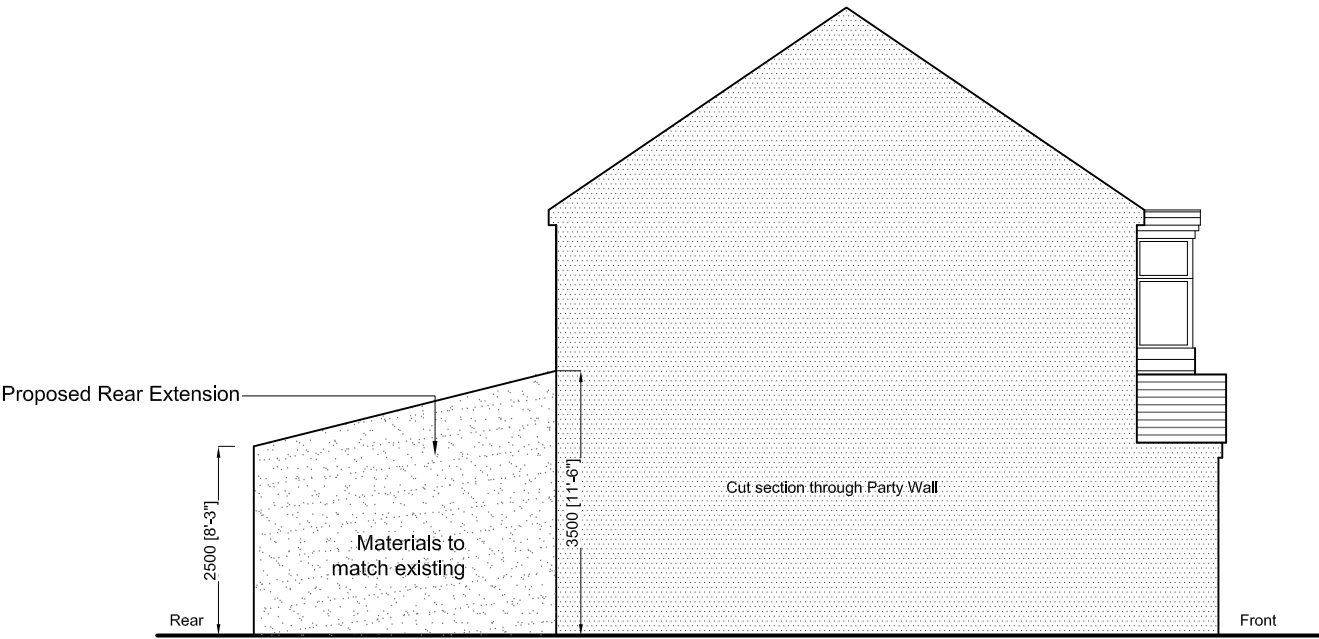 Proposed Rear Extension
2500 [8'-3"]
3500 [11'-6"]
Cut section through Party Wall
Materials to
match existing
Rear
Front